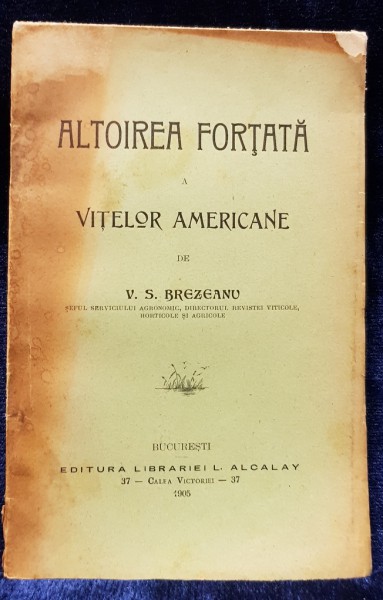 ALTOIREA FORŢATĂ
A
VIŢELOR AMERICANE
DE
V. S. BREZEANU
ŞEFUL SERVICIULUI AGRONOMIC, DIRECTORUL REVISTEI VITICOLE,
HORTICOLE ŞI AGRICOLE
BUCUREŞTI
EDITURA LIBRARIEI L. ALCALAY
37 — CALEA VICTORIEI — 37
1905